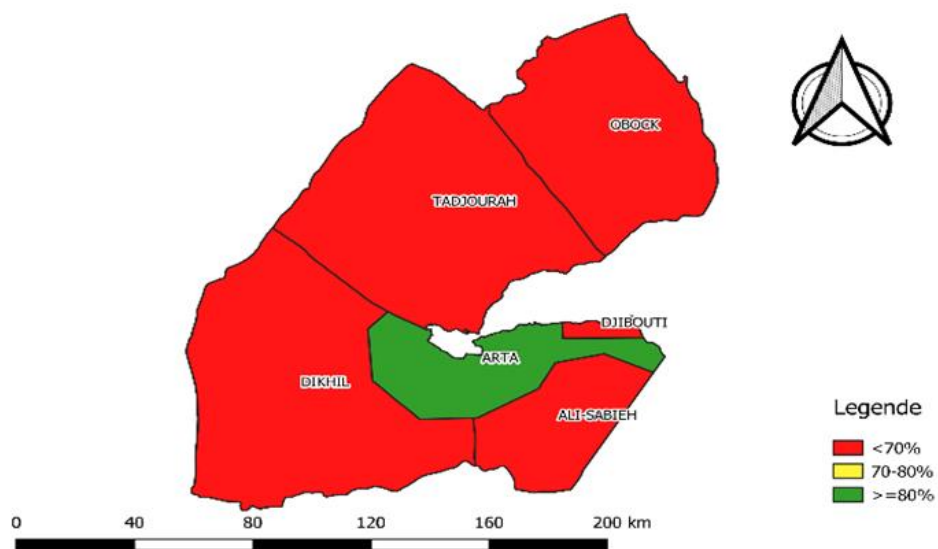 OBOCK
TADJOURAH
DJIBOUTI
ARTA
DIKHIL
ALI-SABIEH
Legende
<70%
70-80%
>=80%
0 40 80 120 160 200 km